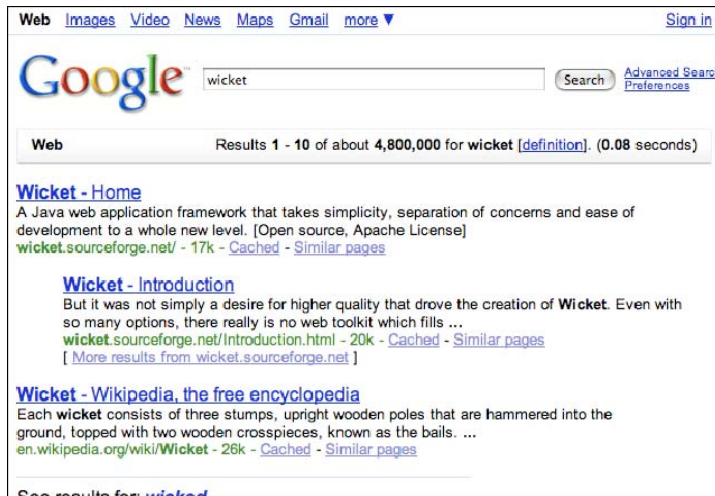 Web Images Video News Maps Gmail more ▼ Sign in
Google™ wicket Search Advanced Searc
Preferences
Web Results 1 - 10 of about 4,800,000 for wicket [definition]. (0.08 seconds)
Wicket - Home
A Java web application framework that takes simplicity, separation of concerns and ease of
development to a whole new level. [Open source, Apache License]
wicket.sourceforge.net/ - 17k - Cached - Similar pages
Wicket - Introduction
But it was not simply a desire for higher quality that drove the creation of Wicket. Even with
so many options, there really is no web toolkit which fills ...
wicket.sourceforge.net/Introduction.html - 20k - Cached - Similar pages
[ More results from wicket.sourceforge.net ]
Wicket - Wikipedia, the free encyclopedia
Each wicket consists of three stumps, upright wooden poles that are hammered into the
ground, topped with two wooden crosspieces, known as the bails. ...
en.wikipedia.org/wiki/Wicket - 26k - Cached - Similar pages
See results for: wicked